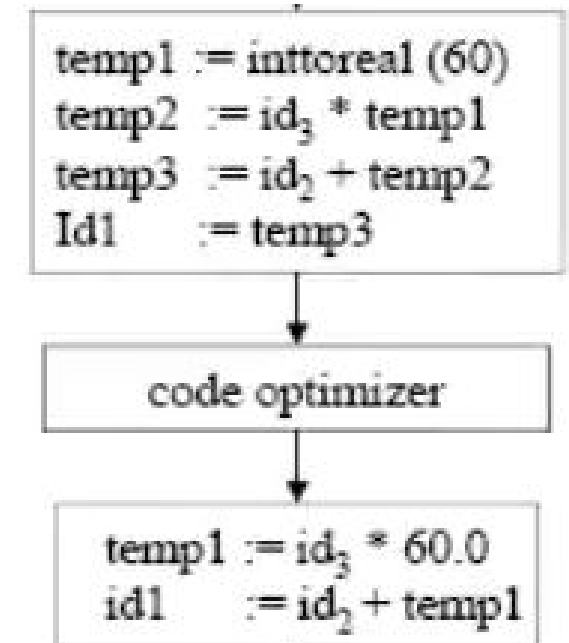 temp1 := inttoreal (60)
temp2 := id₃ * temp1
temp3 := id₂ + temp2
Id1 := temp3
code optimizer
temp1 := id₃ * 60.0
id1 := id₂ + temp1